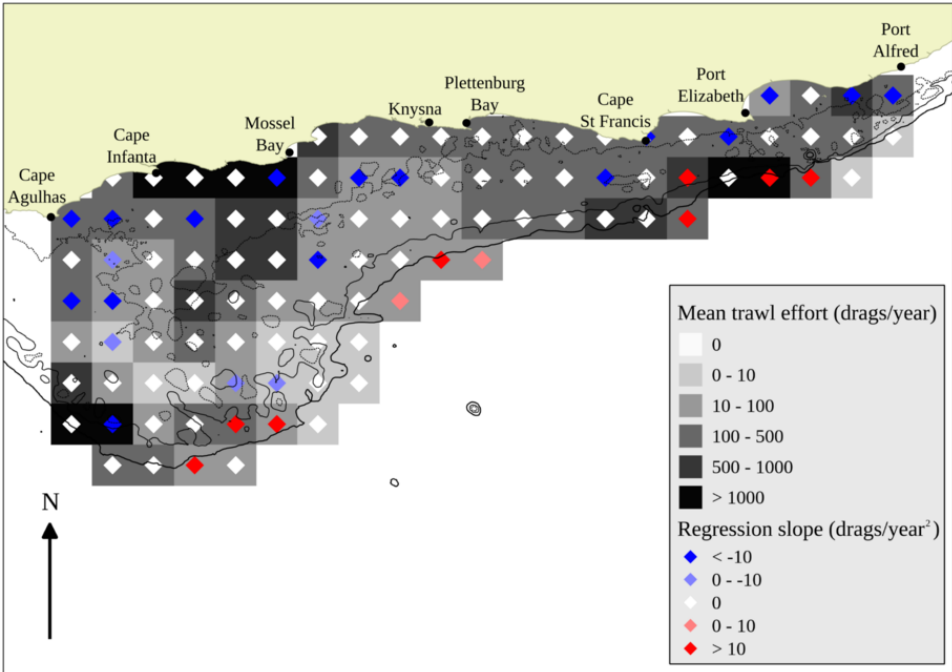 Port
Alfred
Port
Elizabeth
Plettenburg
Bay
Knysna
Cape
St Francis
Mossel
Bay
Cape
Infanta
Cape
Agulhas
N
Mean trawl effort (drags/year)
0
0 - 10
10 - 100
100 - 500
500 - 1000
> 1000
Regression slope (drags/year²)
< -10
0 - -10
0
0 - 10
> 10